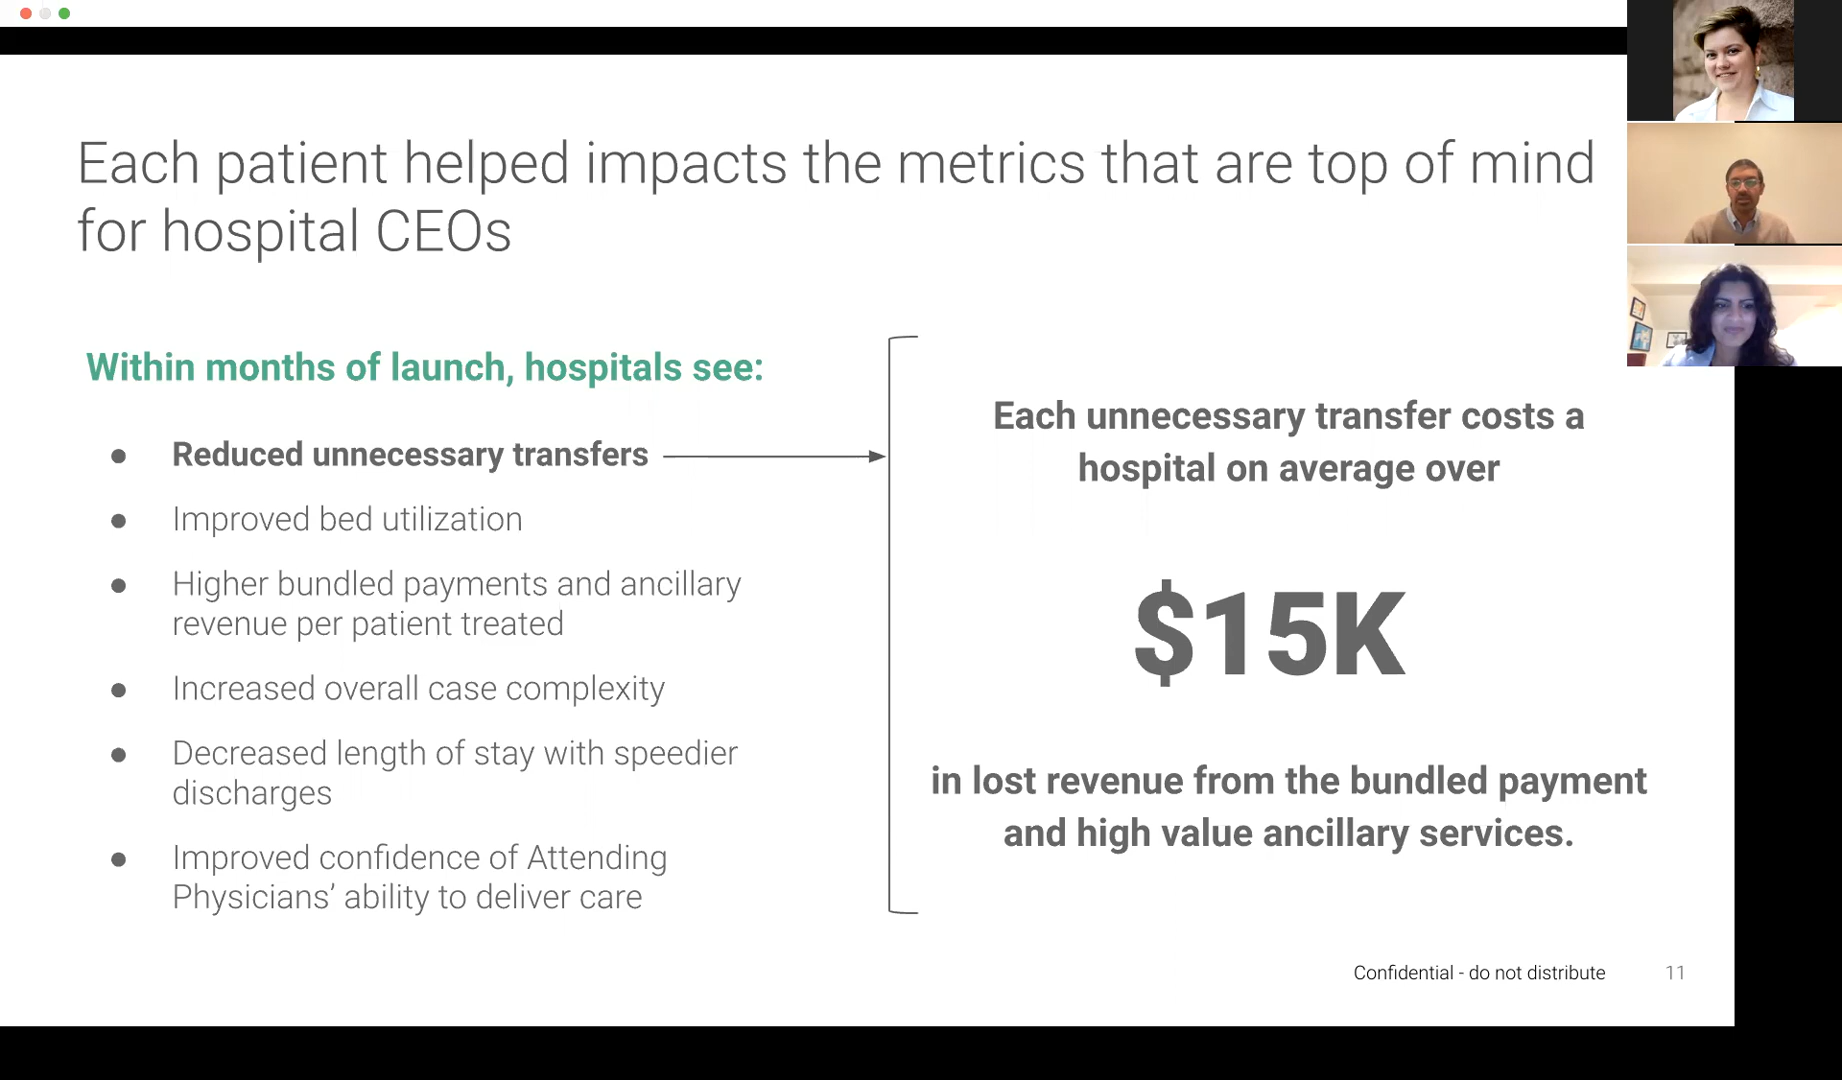 Each patient helped impacts the metrics that are top of mind
for hospital CEOs
Within months of launch, hospitals see:
● Reduced unnecessary transfers
● Improved bed utilization
● Higher bundled payments and ancillary
revenue per patient treated
● Increased overall case complexity
● Decreased length of stay with speedier
discharges
● Improved confidence of Attending
Physicians’ ability to deliver care
Each unnecessary transfer costs a
hospital on average over
$15K
in lost revenue from the bundled payment
and high value ancillary services.
Confidential - do not distribute
11